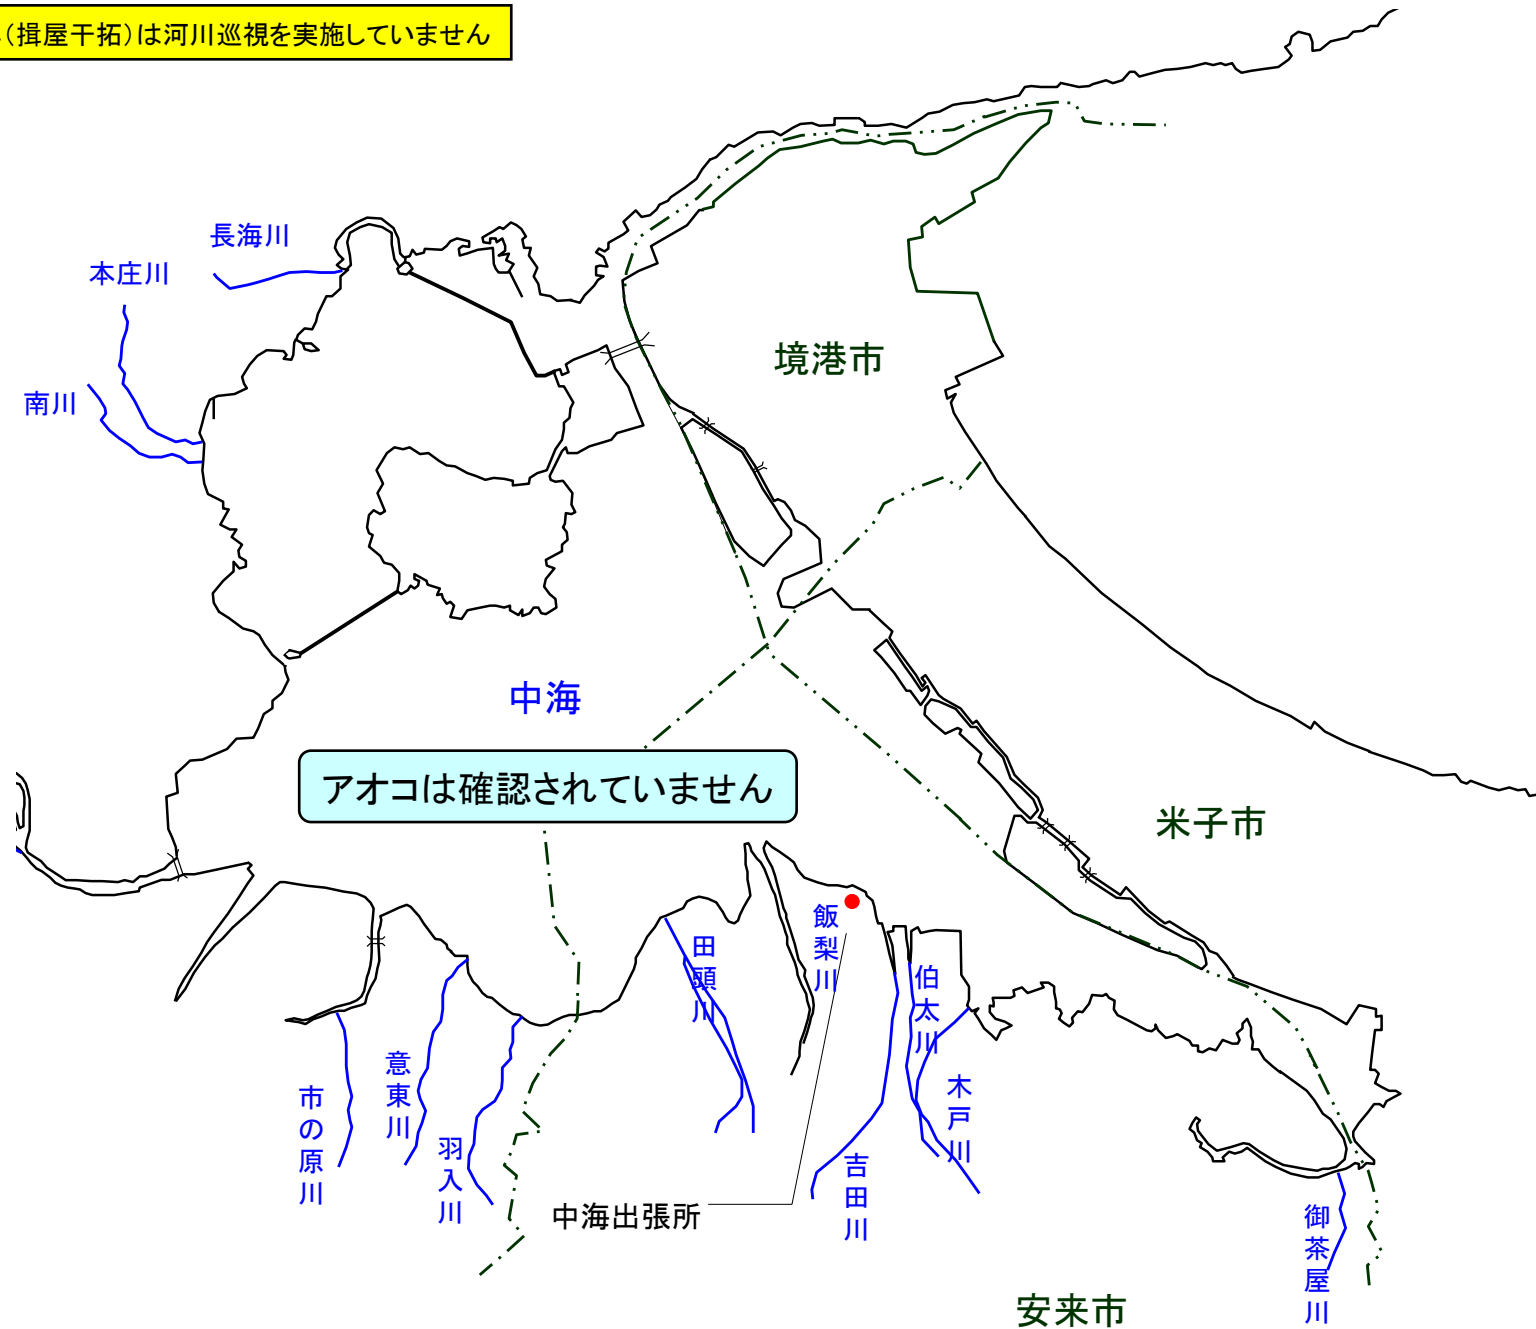 （揖屋干拓）は河川巡視を実施していません
長海川
本庄川
南川
境港市
中海
アオコは確認されていません
米子市
飯梨川
田頭川
伯太川
意東川
木戸川
市の原川
羽入川
吉田川
中海出張所
御茶屋川
安来市